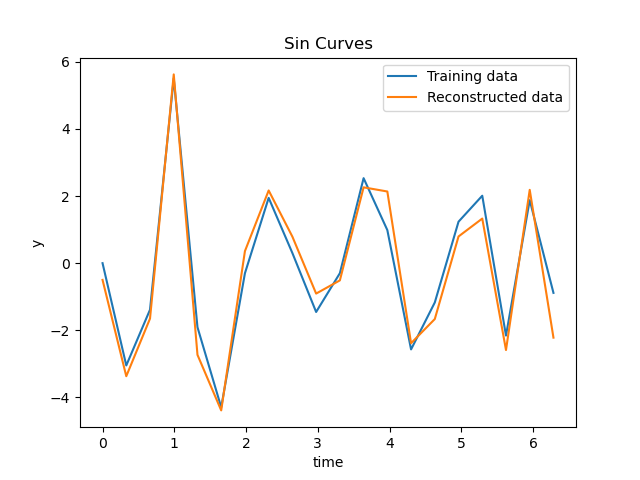 Sin Curves
Training data
Reconstructed data
6
4
2
0
−2
−4
y
0 1 2 3 4 5 6
time